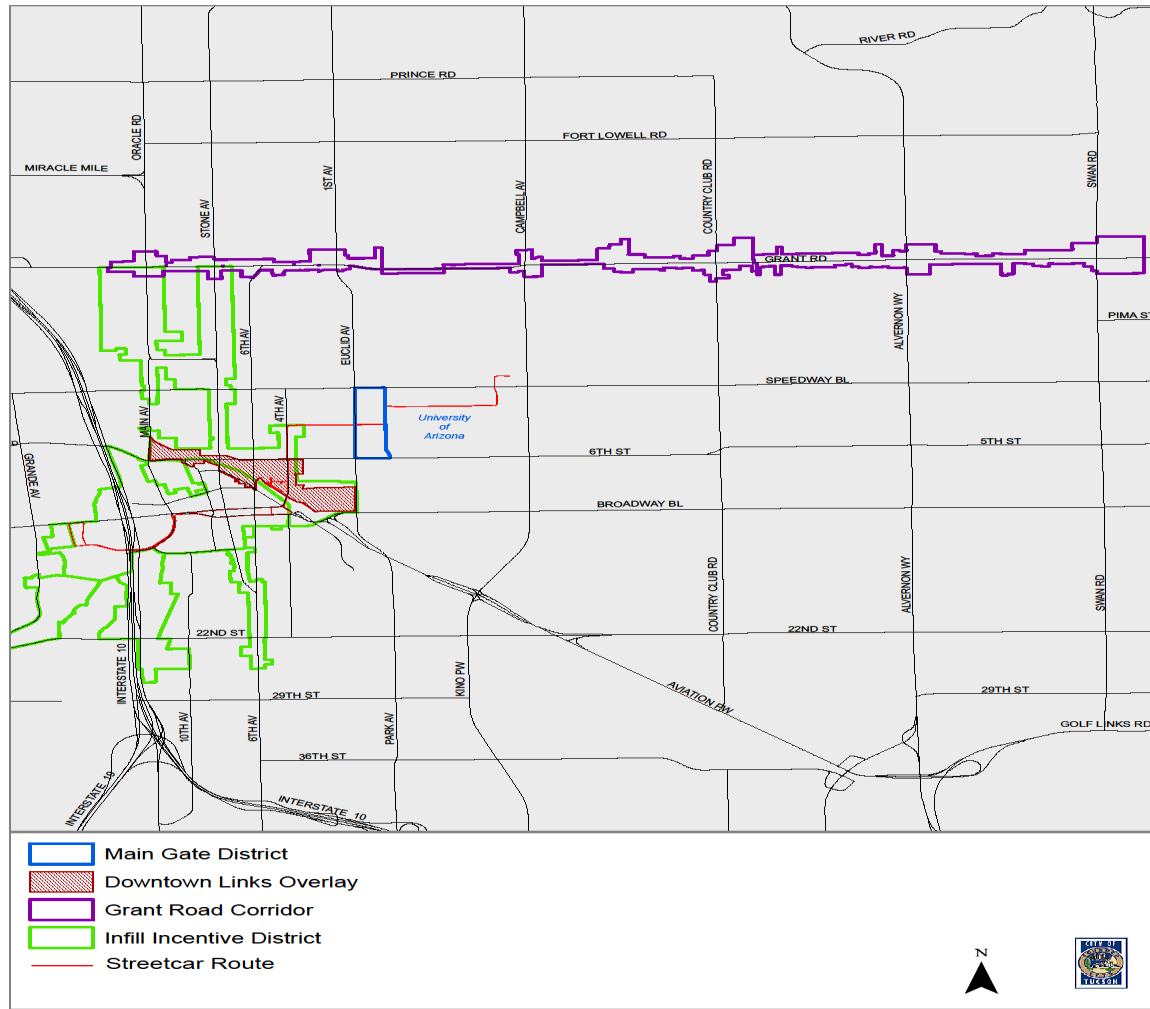 RIVER RD
PRINCE RD
FORT LOWELL RD
ORACLE RD
MIRACLE MILE
1ST AV
STONE AV
CAMPBELL AV
COUNTRY CLUB RD
SWAN RD
GRANT RD
PIMA ST
6TH AV
EUCLID AV
ALVERNON WY
SPEEDWAY BL
MAIN AV
4TH AV
University
of
Arizona
5TH ST
6TH ST
GRANDE AV
BROADWAY BL
COUNTRY CLUB RD
ALVERNON WY
SWAN RD
22ND ST
22ND ST
INTERSTATE 10
KINO PW
AVIATION PW
29TH ST
29TH ST
10TH AV
6TH AV
PARK AV
GOLF LINKS RD
36TH ST
INTERSTATE 19
INTERSTATE 10
Main Gate District
Downtown Links Overlay
Grant Road Corridor
Infill Incentive District
Streetcar Route
N
CITY OF
TUCSON